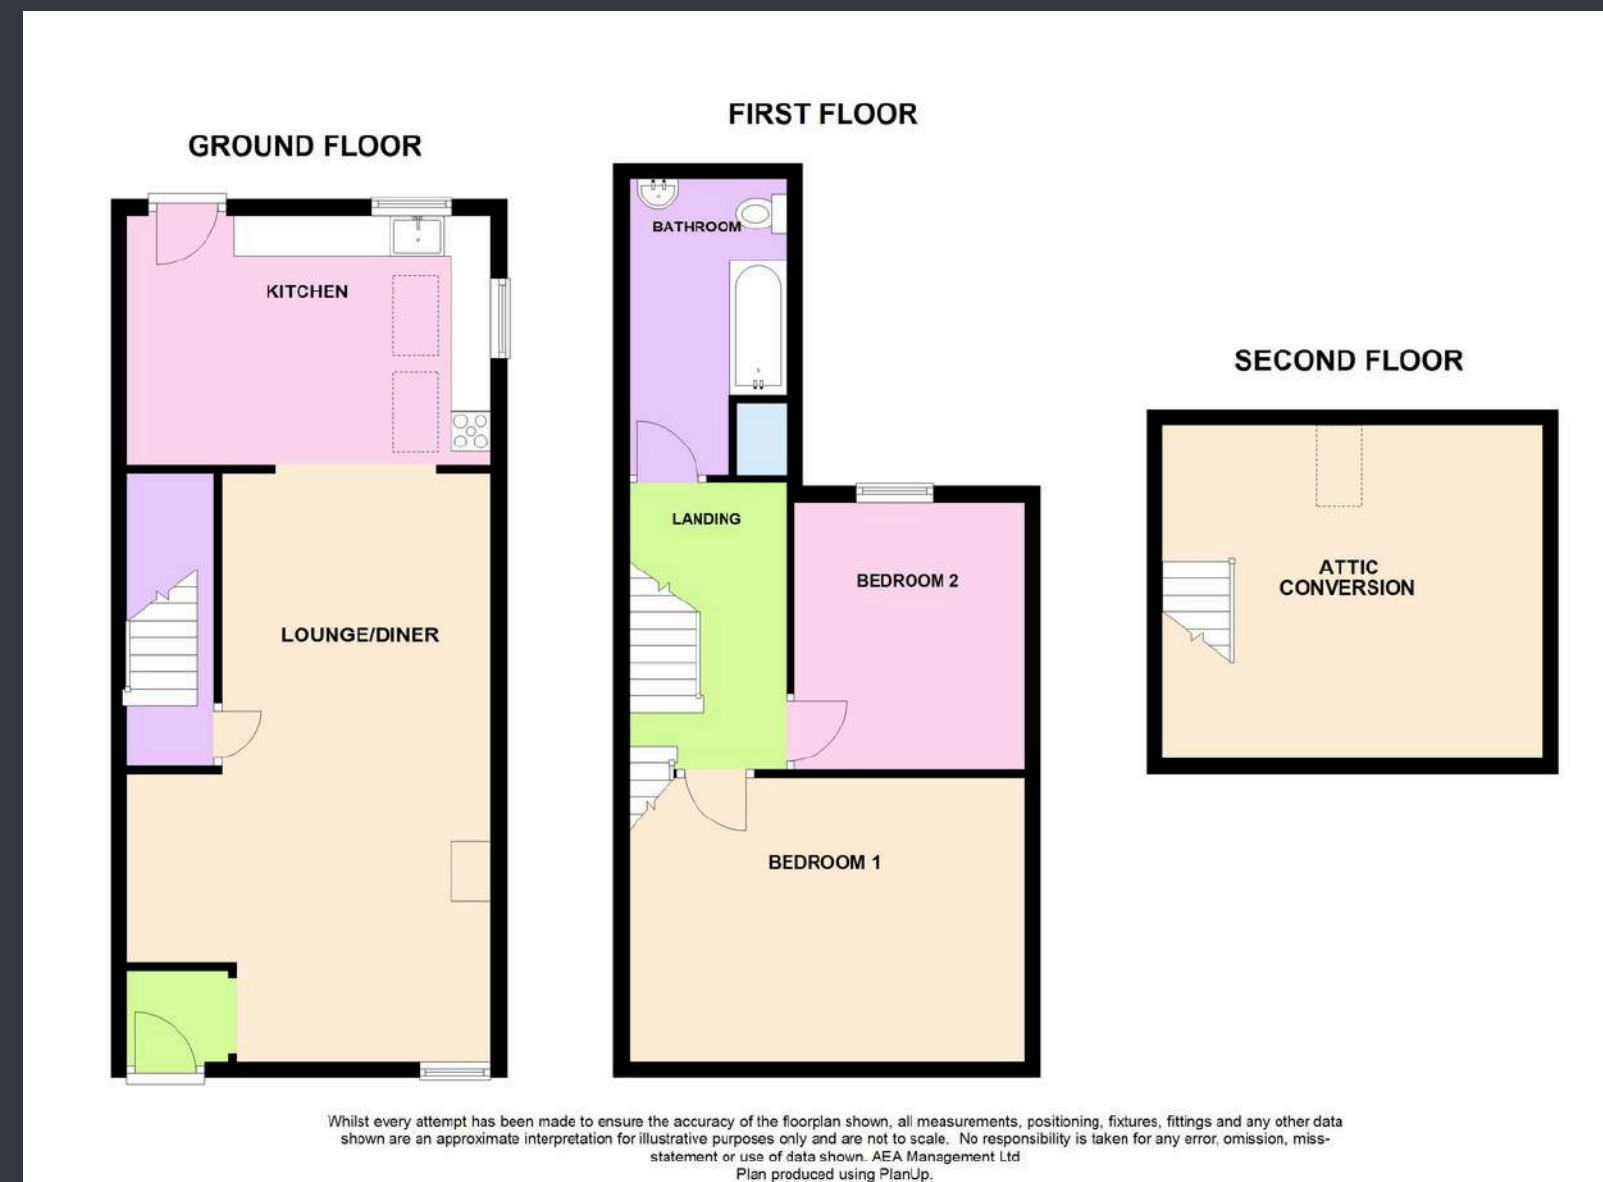 GROUND FLOOR
KITCHEN
LOUNGE/DINER
FIRST FLOOR
BATHROOM
LANDING
BEDROOM 2
BEDROOM 1
SECOND FLOOR
ATTIC
CONVERSION
Whilst every attempt has been made to ensure the accuracy of the floorplan shown, all measurements, positioning, fixtures, fittings and any other data
shown are an approximate interpretation for illustrative purposes only and are not to scale. No responsibility is taken for any error, omission, miss-
statement or use of data shown. AEA Management Ltd
Plan produced using PlanUp.